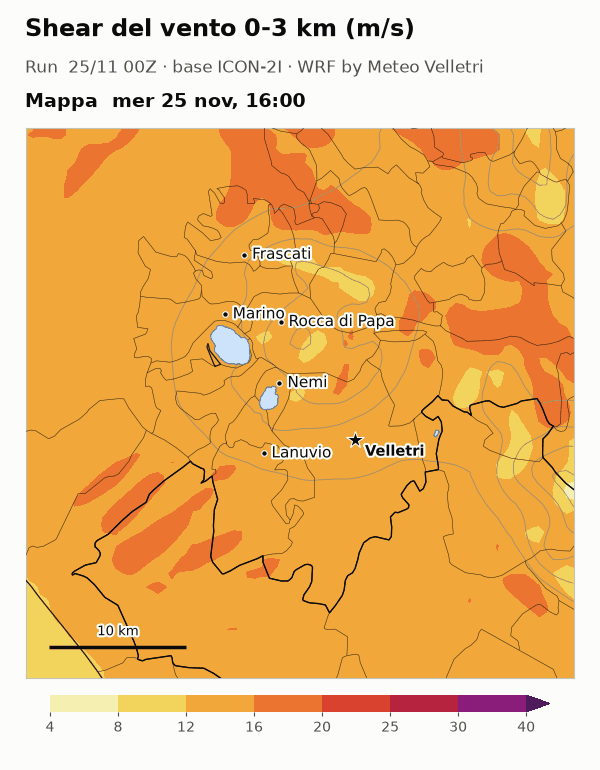 Shear del vento 0-3 km (m/s)
Run  25/11 00Z · base ICON-2I · WRF by Meteo Velletri
Mappa  mer 25 nov, 16:00
Frascati
Marino
Rocca di Papa
Nemi
Velletri
Lanuvio
10 km
4 8 12 16 20 25 30 40